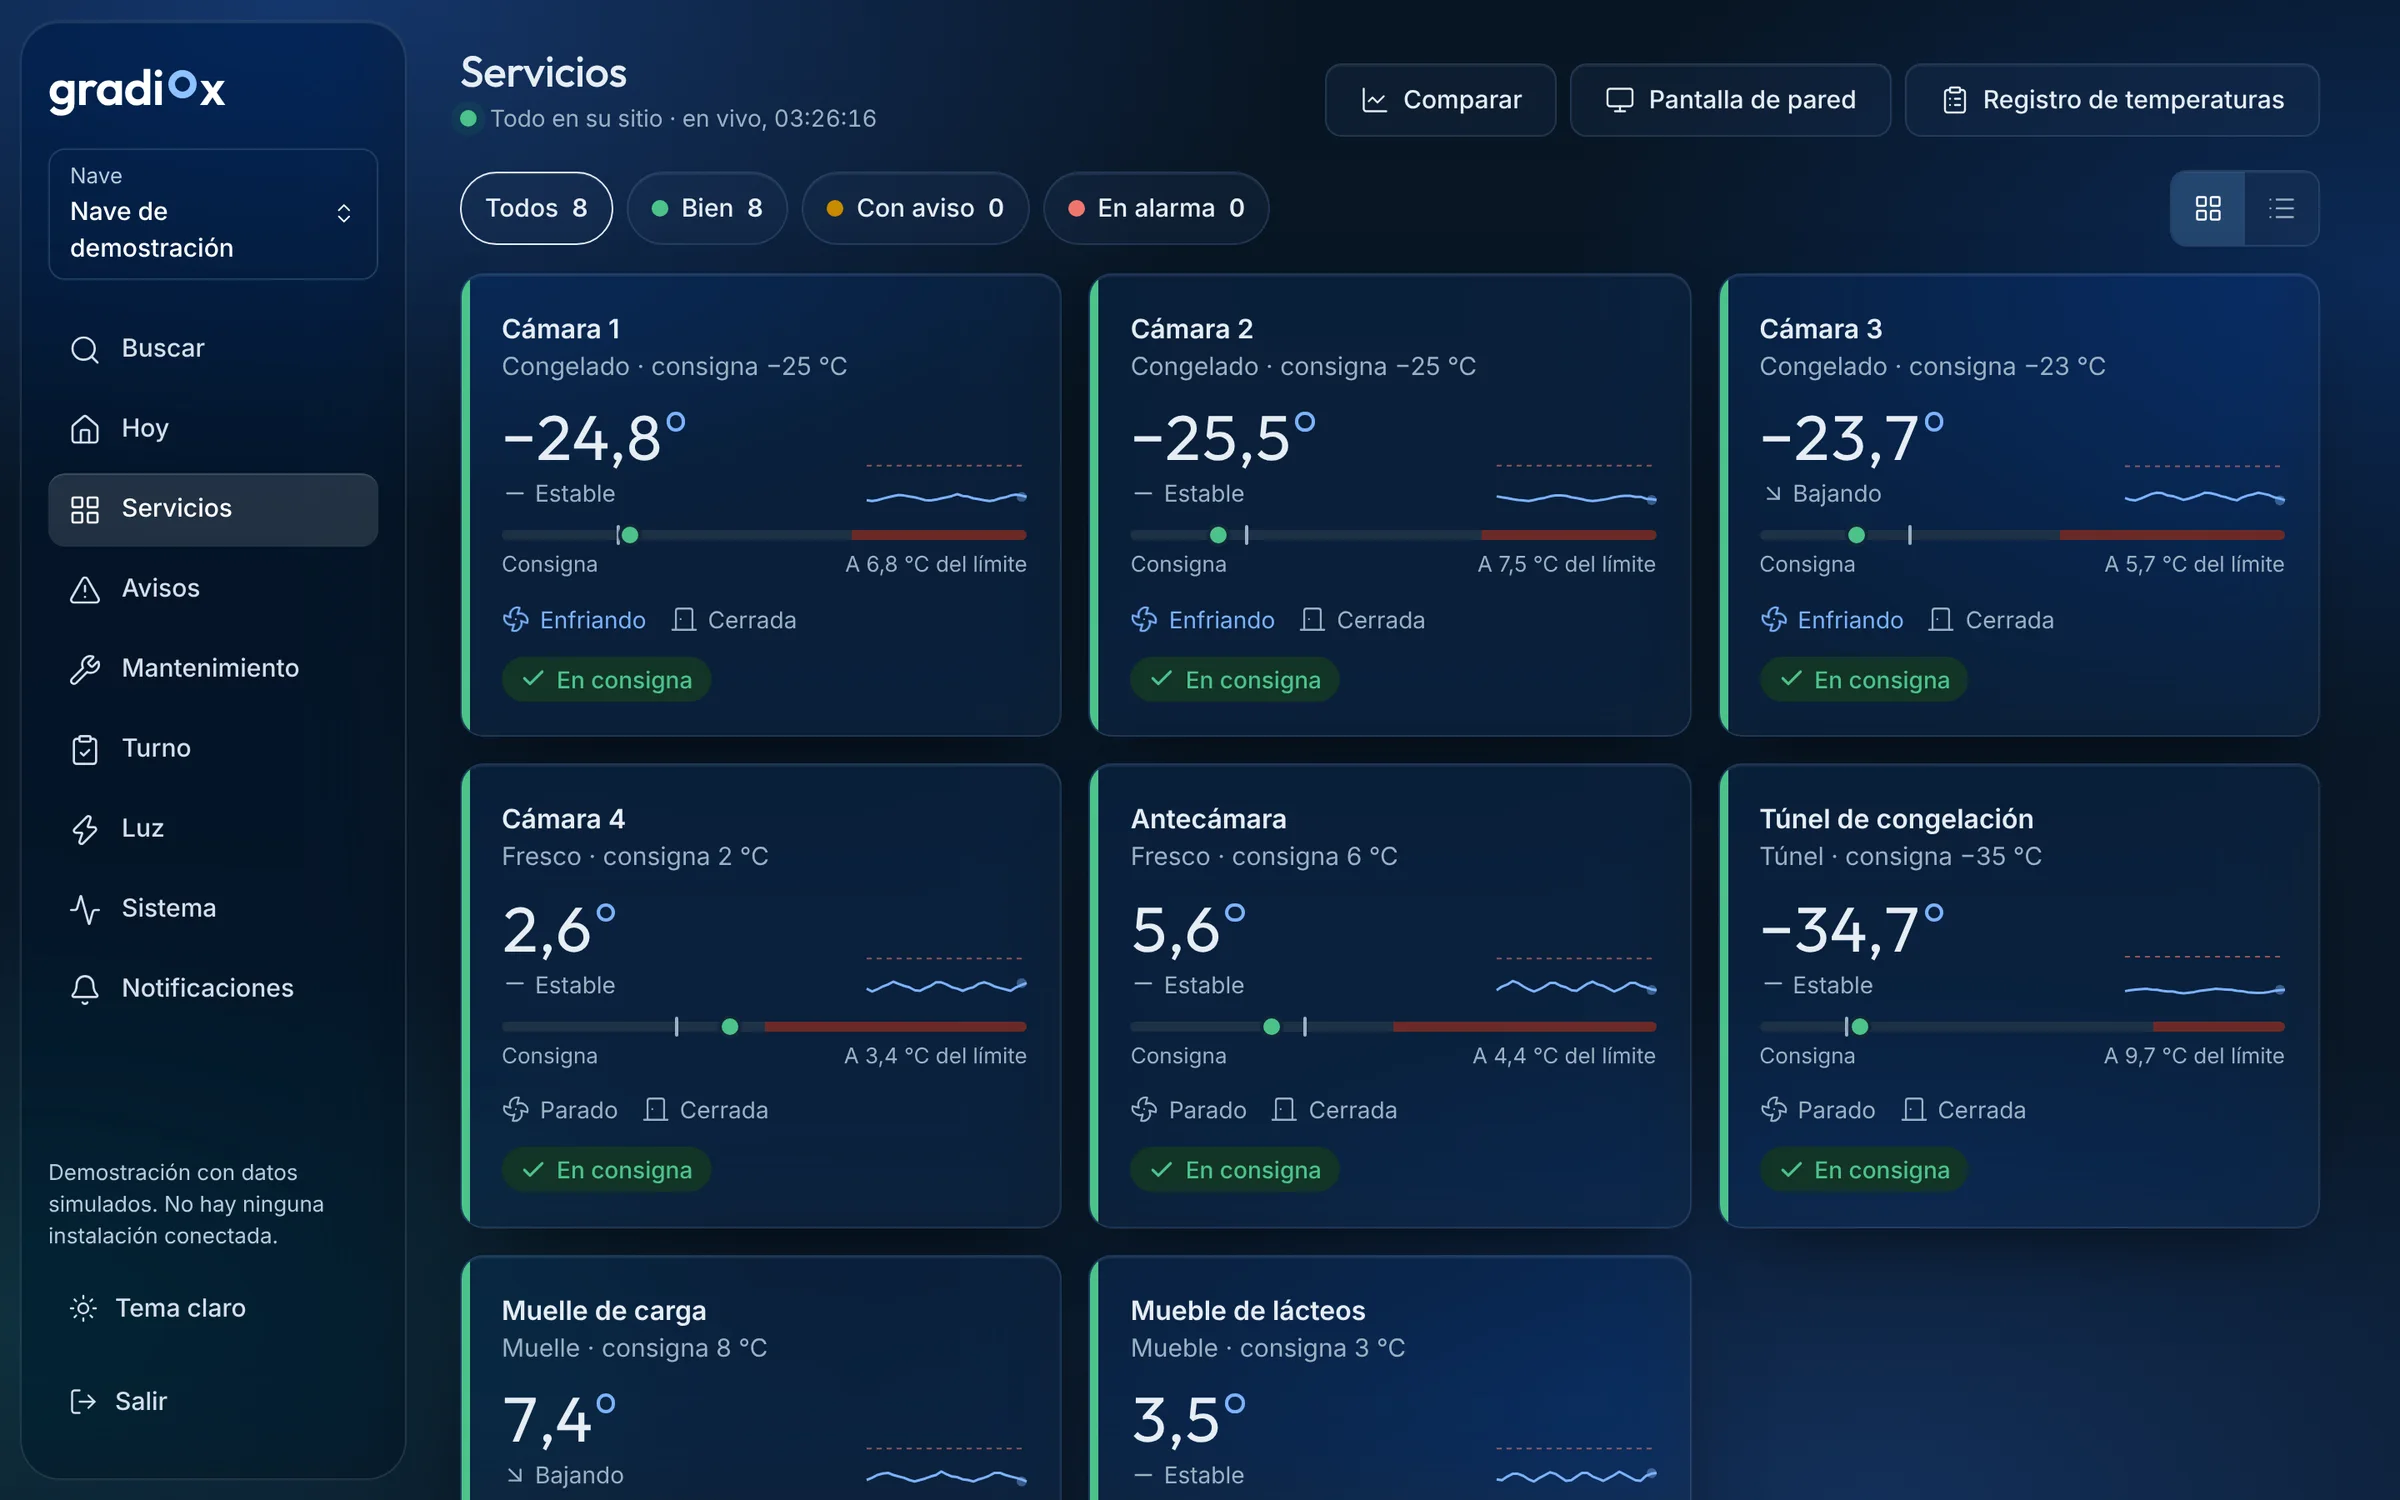 gradiox
Nave
Nave de
demostración
Buscar
Hoy
Servicios
Avisos
Mantenimiento
Turno
Luz
Sistema
Notificaciones
Demostración con datos
simulados. No hay ninguna
instalación conectada.
Tema claro
Salir
Servicios
Todo en su sitio · en vivo, 03:26:16
Comparar
Pantalla de pared
Registro de temperaturas
Todos 8
Bien 8
Con aviso 0
En alarma 0
Cámara 1
Congelado · consigna −25 °C
−24,8°
Estable
Consigna
A 6,8 °C del límite
Enfriando
Cerrada
En consigna
Cámara 2
Congelado · consigna −25 °C
−25,5°
Estable
Consigna
A 7,5 °C del límite
Enfriando
Cerrada
En consigna
Cámara 3
Congelado · consigna −23 °C
−23,7°
Bajando
Consigna
A 5,7 °C del límite
Enfriando
Cerrada
En consigna
Cámara 4
Fresco · consigna 2 °C
2,6°
Estable
Consigna
A 3,4 °C del límite
Parado
Cerrada
En consigna
Antecámara
Fresco · consigna 6 °C
5,6°
Estable
Consigna
A 4,4 °C del límite
Parado
Cerrada
En consigna
Túnel de congelación
Túnel · consigna −35 °C
−34,7°
Estable
Consigna
A 9,7 °C del límite
Parado
Cerrada
En consigna
Muelle de carga
Muelle · consigna 8 °C
7,4°
Bajando
Mueble de lácteos
Mueble · consigna 3 °C
3,5°
Estable